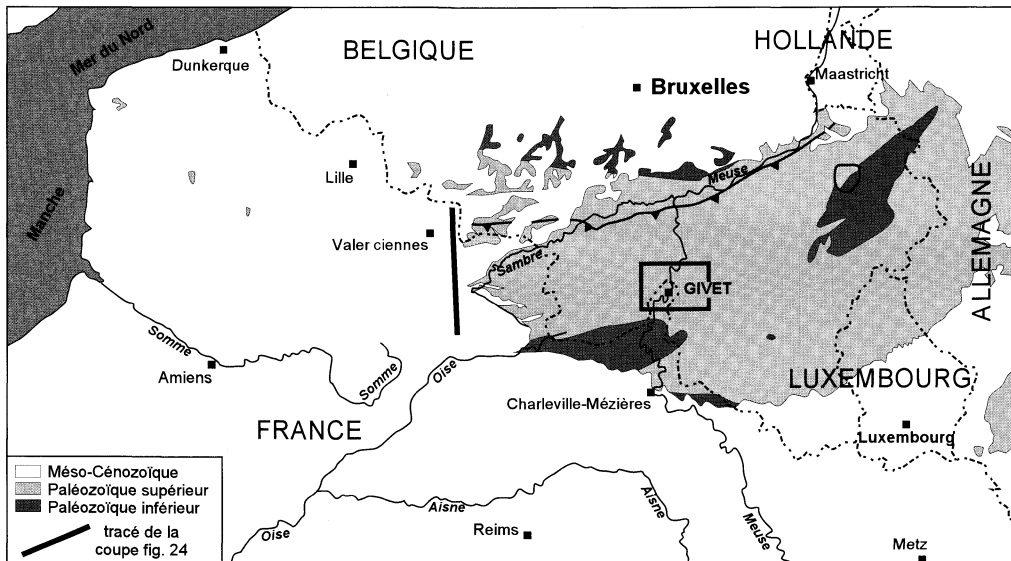 Mer du Nord
Dunkerque
BELGIQUE
HOLLANDE
Maastricht
Bruxelles
Lille
Meuse
Manche
Valer ciennes
Sambre
GIVET
ALLEMAGNE
Somme
Amiens
Somme
Oise
Charleville-Mézières
LUXEMBOURG
FRANCE
Luxembourg
Méso-Cénozoïque
Paléozoïque supérieur
Paléozoïque inférieur
tracé de la
coupe fig. 24
Oise
Aisne
Reims
Aisne
Meuse
Metz